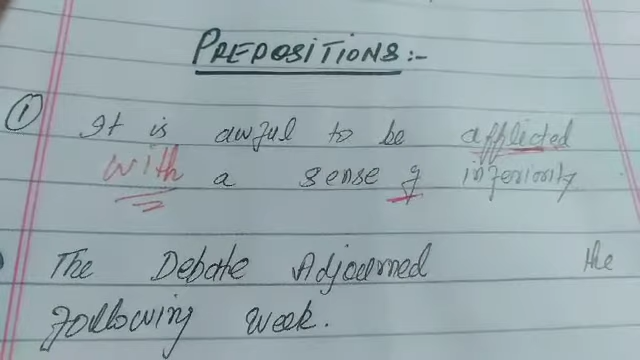 PREPOSITIONS:-
① It is awful to be afflicted
with a sense of inferiority
The Debate Adjourned the
following week.